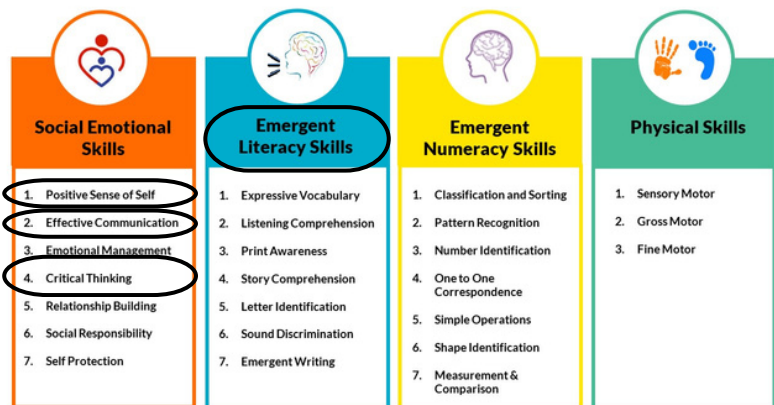 Social Emotional
Skills
1. Positive Sense of Self
2. Effective Communication
3. Emotional Management
4. Critical Thinking
5. Relationship Building
6. Social Responsibility
7. Self Protection
Emergent
Literacy Skills
1. Expressive Vocabulary
2. Listening Comprehension
3. Print Awareness
4. Story Comprehension
5. Letter Identification
6. Sound Discrimination
7. Emergent Writing
Emergent
Numeracy Skills
1. Classification and Sorting
2. Pattern Recognition
3. Number Identification
4. One to One
Correspondence
5. Simple Operations
6. Shape Identification
7. Measurement &
Comparison
Physical Skills
1. Sensory Motor
2. Gross Motor
3. Fine Motor